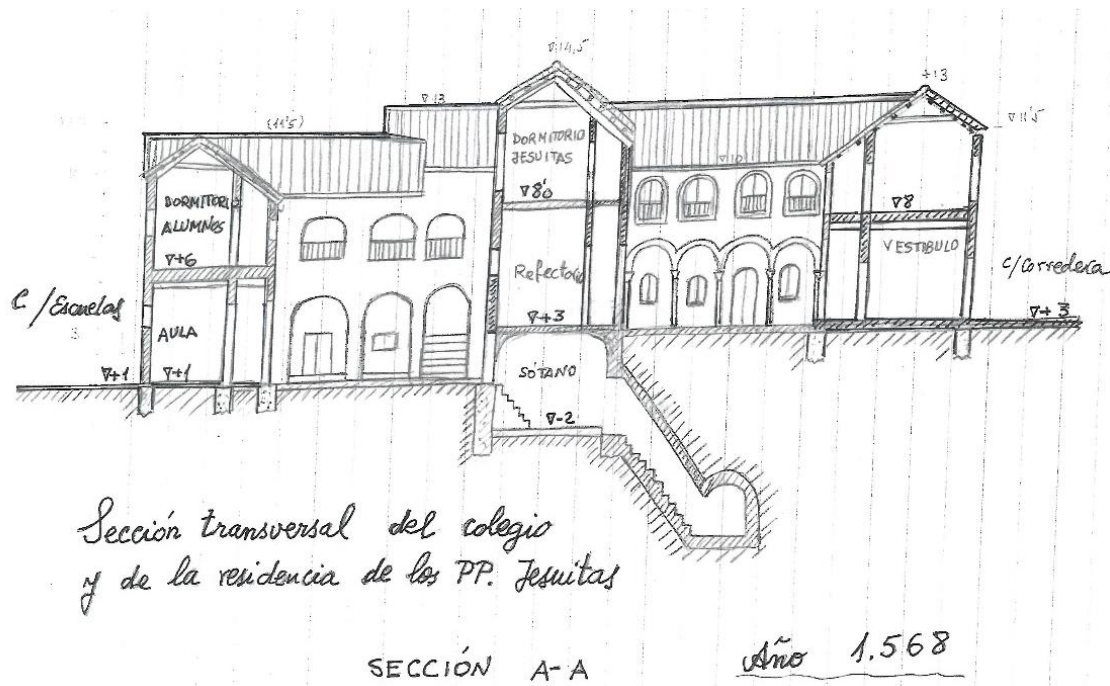 ▽14,5
+13
▽13
(11'5)
▽11'5
▽10
DORMITORIO
JESUITAS
▽8'0
DORMITORIO
ALUMNOS
▽+6
▽8
VESTIBULO
Refectorio
▽+3
C/Corredera
▽+3
C/Escuelas
3
AULA
▽+1
▽+1
SÓTANO
▽-2
Sección transversal del colegio
y de la residencia de los PP. Jesuitas
SECCIÓN A-A
Año 1.568